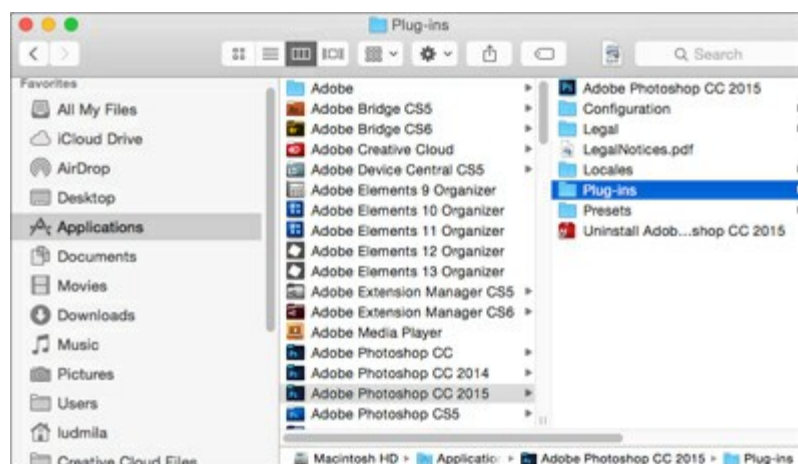 Plug-ins
Search
Favorites
All My Files
iCloud Drive
AirDrop
Desktop
Applications
Documents
Movies
Downloads
Music
Pictures
Users
ludmila
Creative Cloud Files
Adobe
Adobe Bridge CS5
Adobe Bridge CS6
Adobe Creative Cloud
Adobe Device Central CS5
Adobe Elements 9 Organizer
Adobe Elements 10 Organizer
Adobe Elements 11 Organizer
Adobe Elements 12 Organizer
Adobe Elements 13 Organizer
Adobe Extension Manager CS5
Adobe Extension Manager CS6
Adobe Media Player
Adobe Photoshop CC
Adobe Photoshop CC 2014
Adobe Photoshop CC 2015
Adobe Photoshop CS5
Adobe Photoshop CC 2015
Configuration
Legal
LegalNotices.pdf
Locales
Plug-ins
Presets
Uninstall Adob...shop CC 2015
Macintosh HD Applicatio Adobe Photoshop CC 2015 Plug-ins